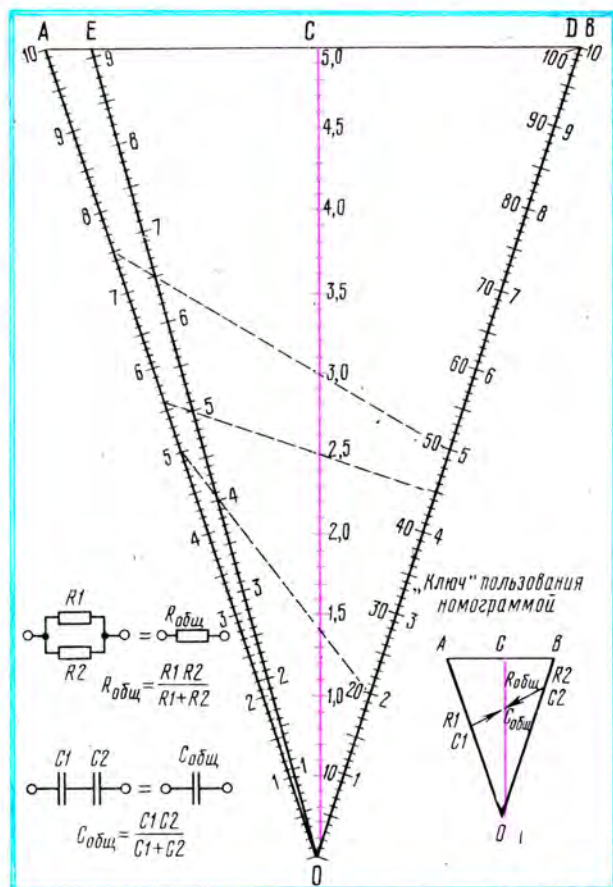 A E C D B
10 9 5,0 100 10
9 8 4,5 90 9
8 7 4,0 80 8
7 6 3,5 70 7
6 5 3,0 60 6
5 4 2,5 50 5
4 3 2,0 40 4
3 2 1,5 30 3
2 1 1,0 20 2
1 10 1
O
R1
R2
= Rобщ
Rобщ = R1 R2 / R1+R2
C1 C2
= Cобщ
Cобщ = C1 C2 / C1+C2
„Ключ" пользования
номограммой
A C B
Rобщ R2
C2
R1 Cобщ
C1
O